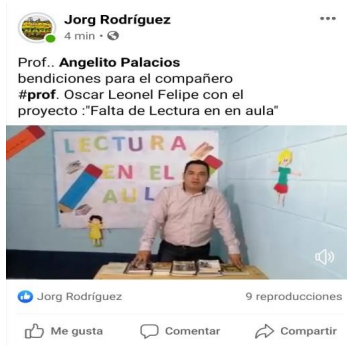 Jorg Rodríguez
4 min
Prof.. Angelito Palacios
bendiciones para el compañero
#prof. Oscar Leonel Felipe con el
proyecto :"Falta de Lectura en en aula"
LECTURA
EN EL
AUL
Jorg Rodríguez
9 reproducciones
Me gusta
Comentar
Compartir